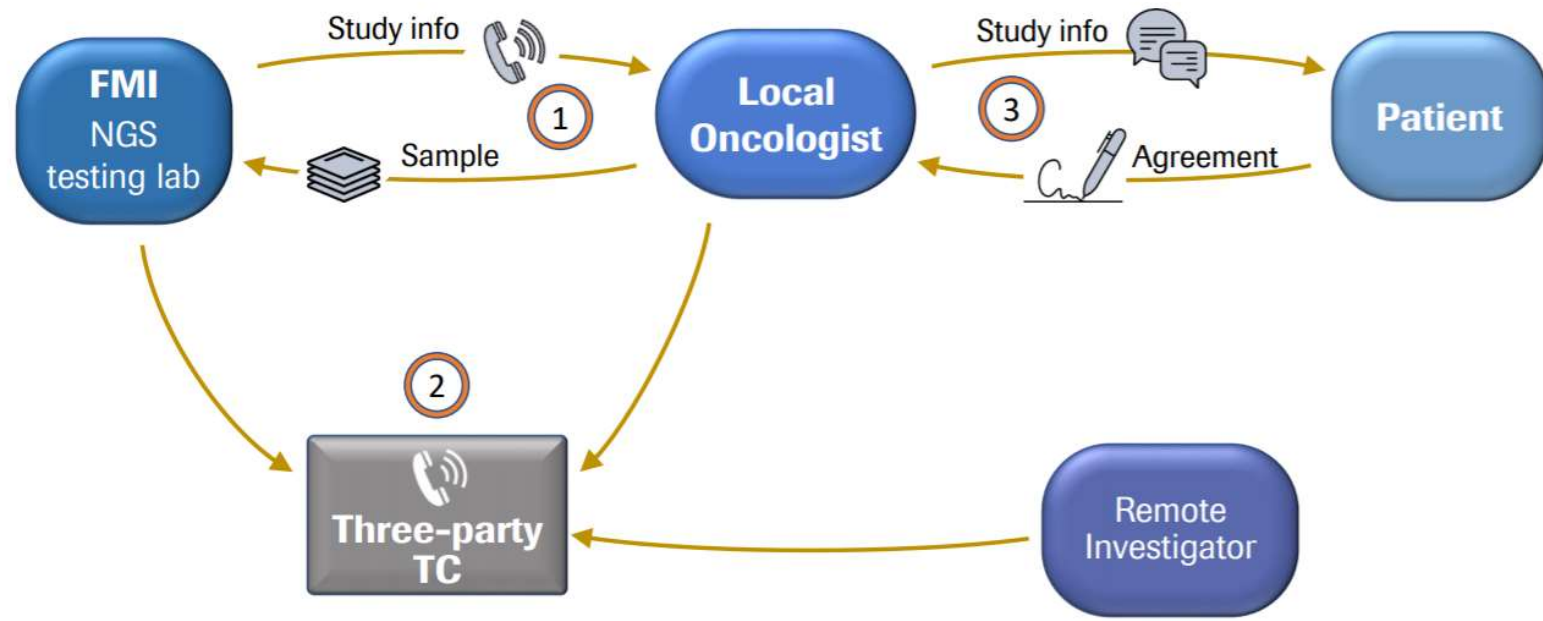 Study info
FMI
NGS
testing lab
1
Sample
Local
Oncologist
Study info
3
Agreement
Patient
2
Three-party
TC
Remote
Investigator